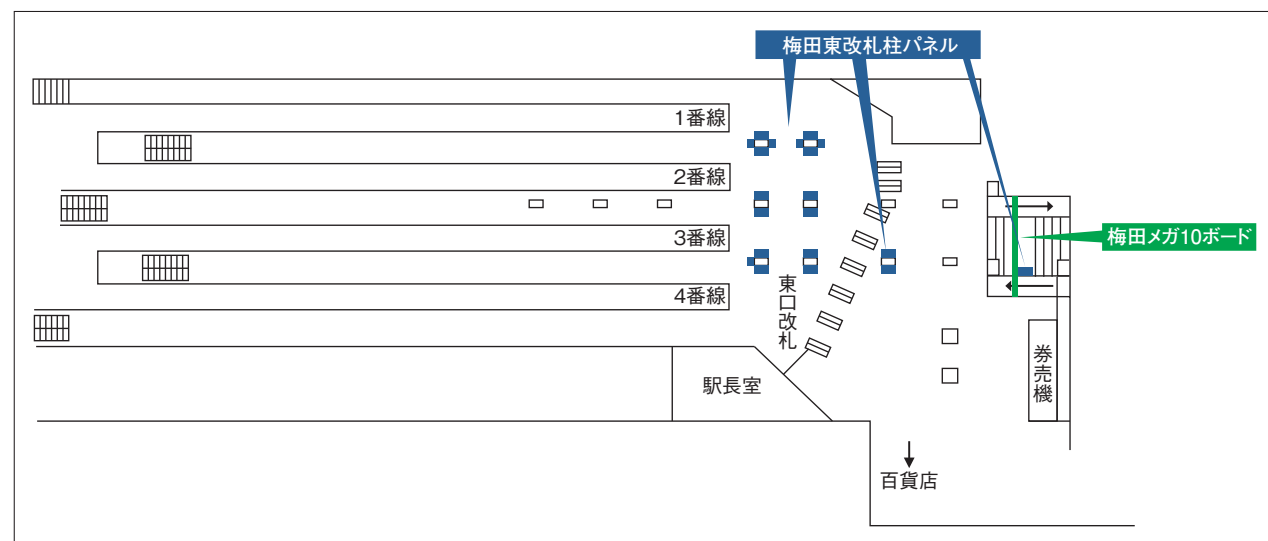 梅田東改札柱パネル
1番線
2番線
3番線
4番線
東口改札
梅田メガ10ボード
駅長室
券売機
百貨店